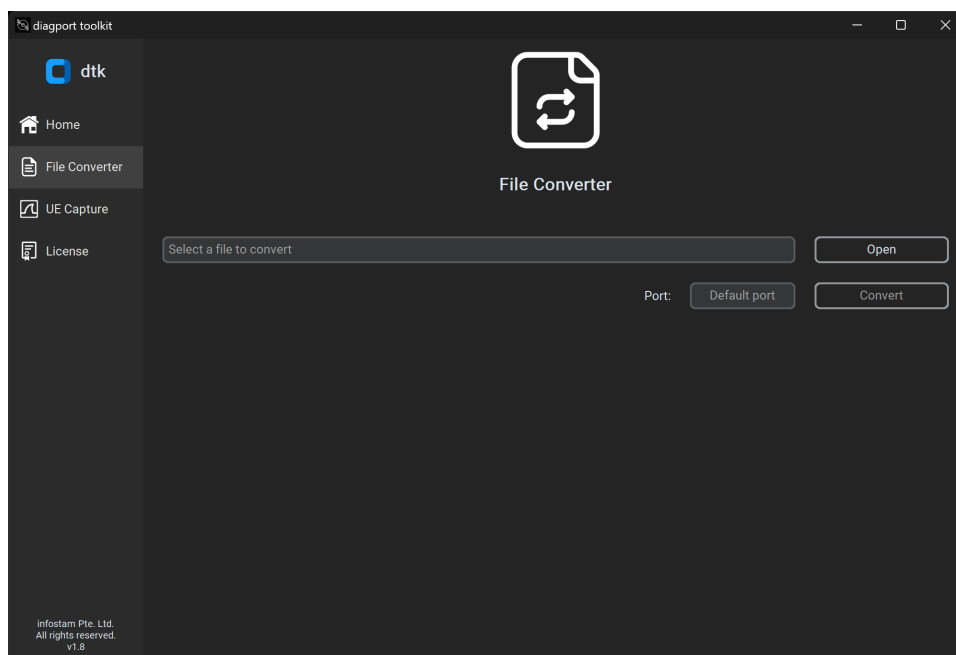 diagport toolkit
dtk
Home
File Converter
UE Capture
License
File Converter
Select a file to convert
Open
Port:
Default port
Convert
infostam Pte. Ltd.
All rights reserved.
v1.8